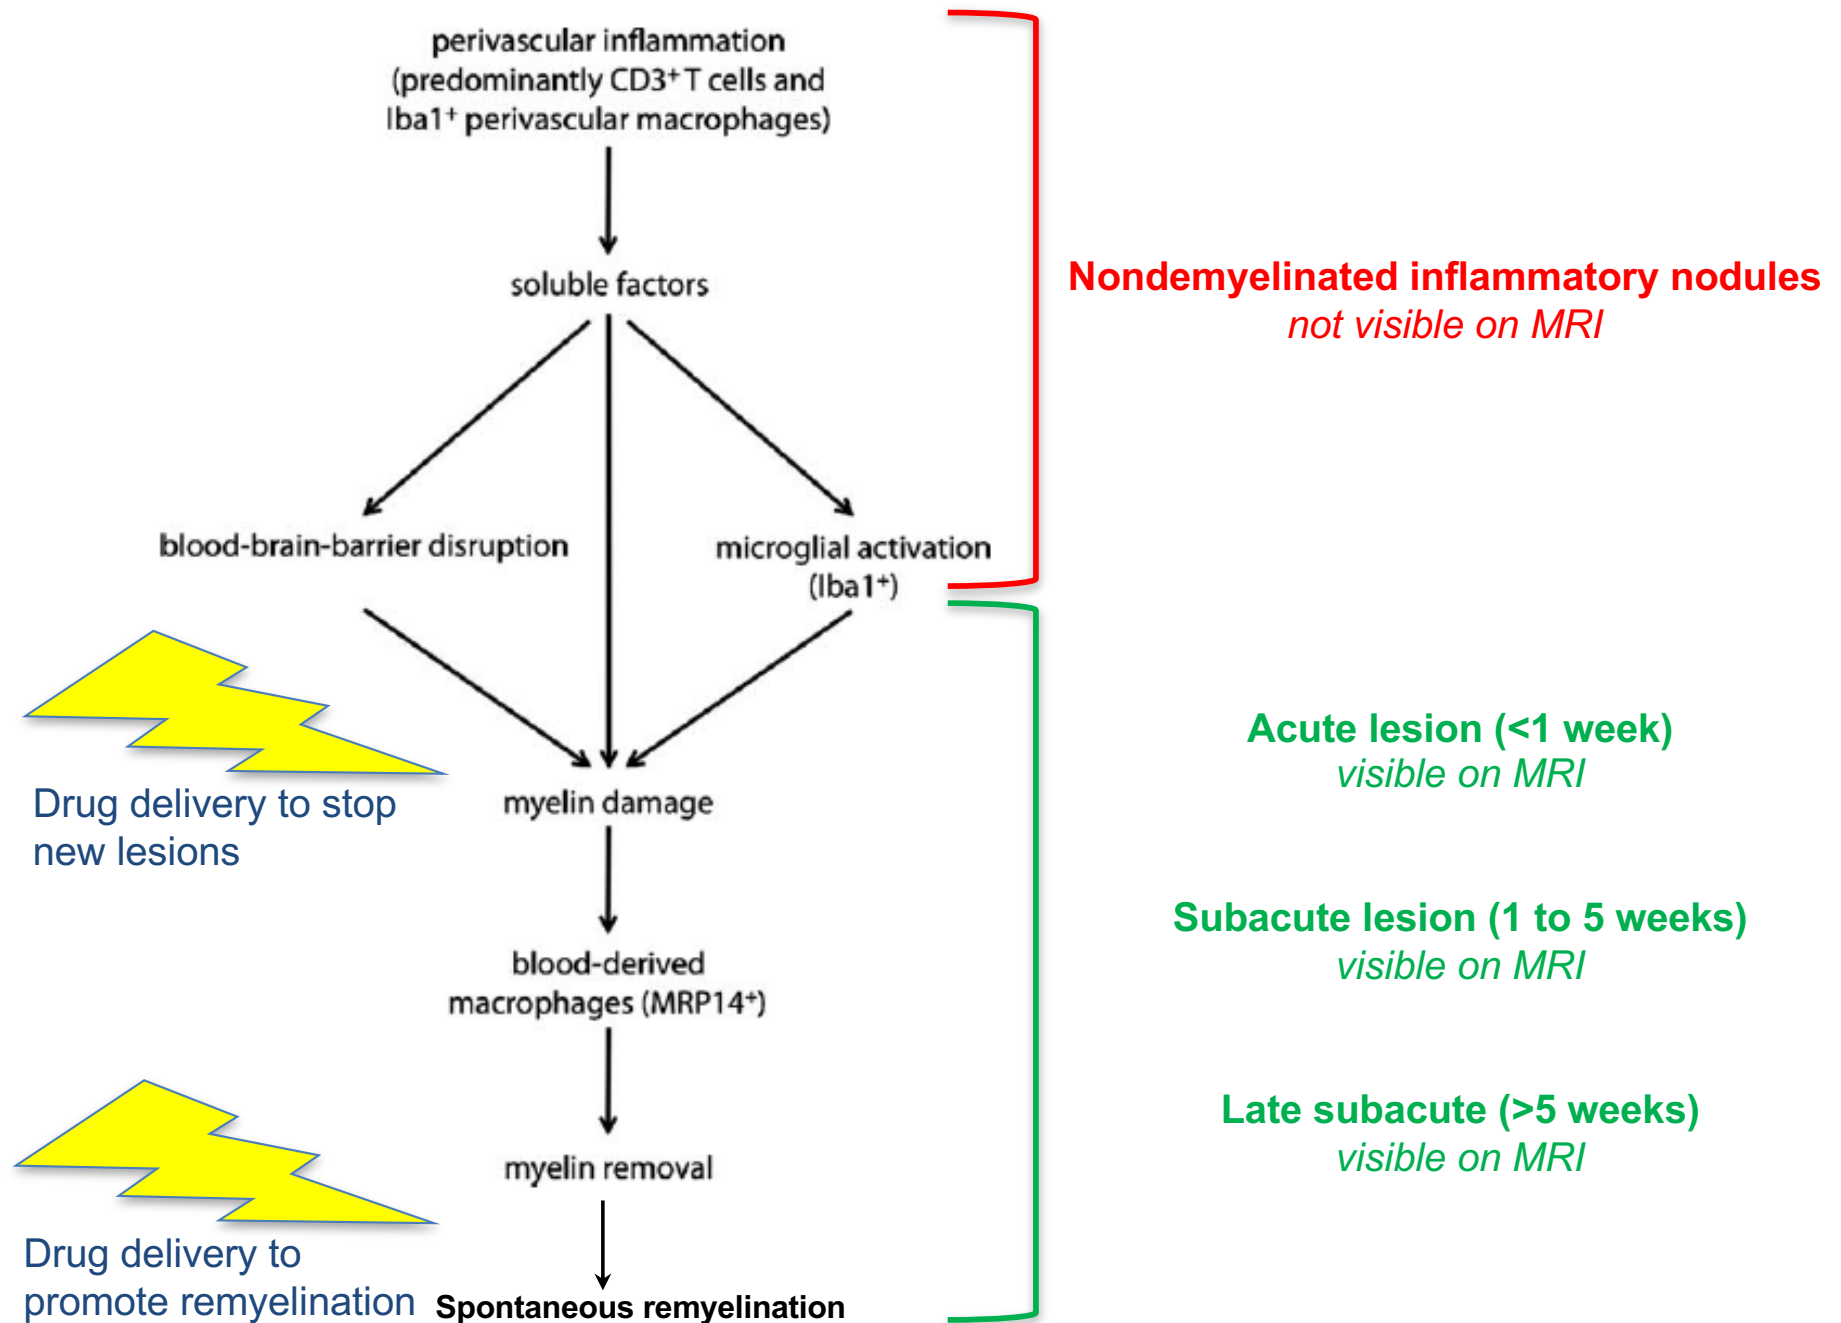 perivascular inflammation
(predominantly CD3⁺ T cells and
Iba1⁺ perivascular macrophages)
soluble factors
Nondemyelinated inflammatory nodules
not visible on MRI
blood-brain-barrier disruption
microglial activation
(Iba1⁺)
Drug delivery to stop
new lesions
myelin damage
Acute lesion (<1 week)
visible on MRI
Subacute lesion (1 to 5 weeks)
visible on MRI
blood-derived
macrophages (MRP14⁺)
Late subacute (>5 weeks)
visible on MRI
myelin removal
Drug delivery to
promote remyelination
Spontaneous remyelination